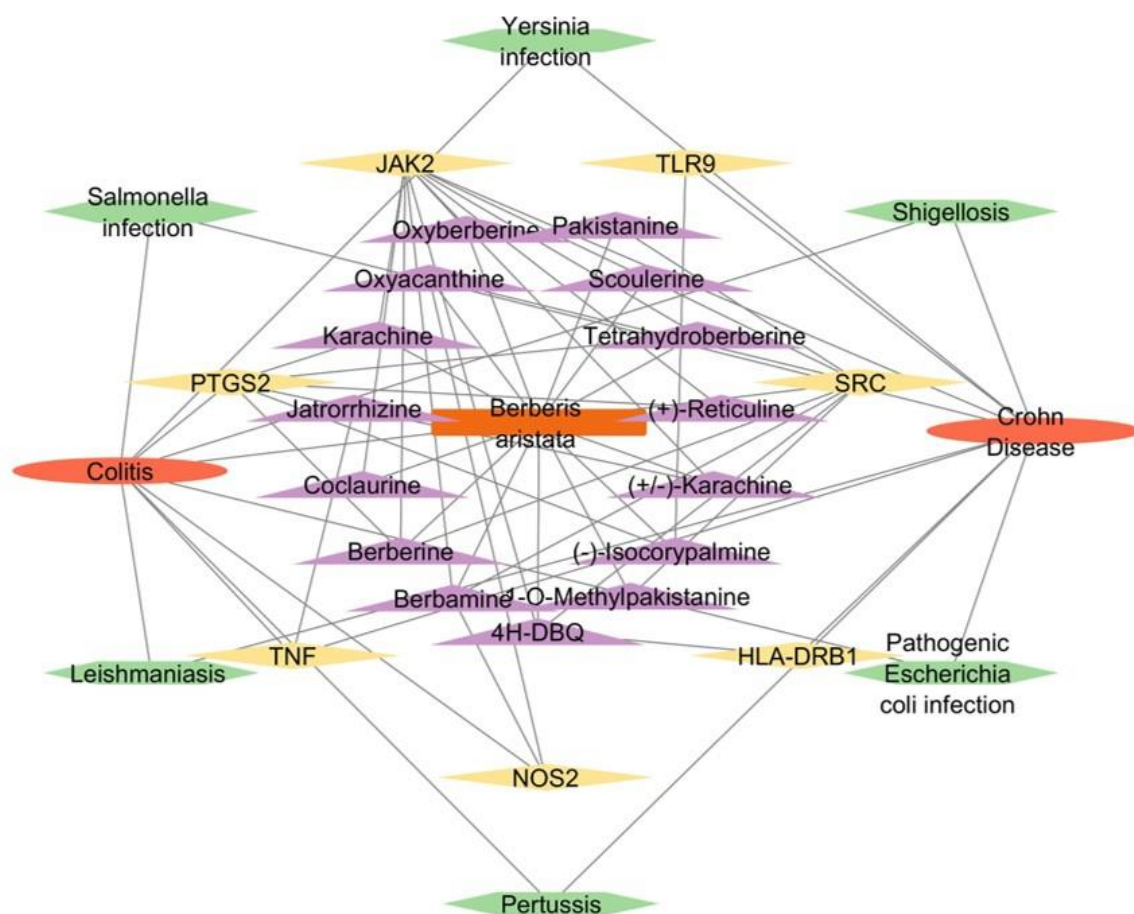 Yersinia
infection
JAK2
TLR9
Salmonella
infection
Shigellosis
Oxyberberine
Pakistanine
Oxyacanthine
Scoulerine
Karachine
Tetrahydroberberine
PTGS2
SRC
Jatrorrhizine
Berberis
aristata
(+)-Reticuline
Crohn
Disease
Colitis
Coclaurine
(+/-)-Karachine
Berberine
(-)-Isocorypalmine
Berbamine
1-O-Methylpakistanine
4H-DBQ
TNF
HLA-DRB1
Pathogenic
Escherichia
coli infection
Leishmaniasis
NOS2
Pertussis